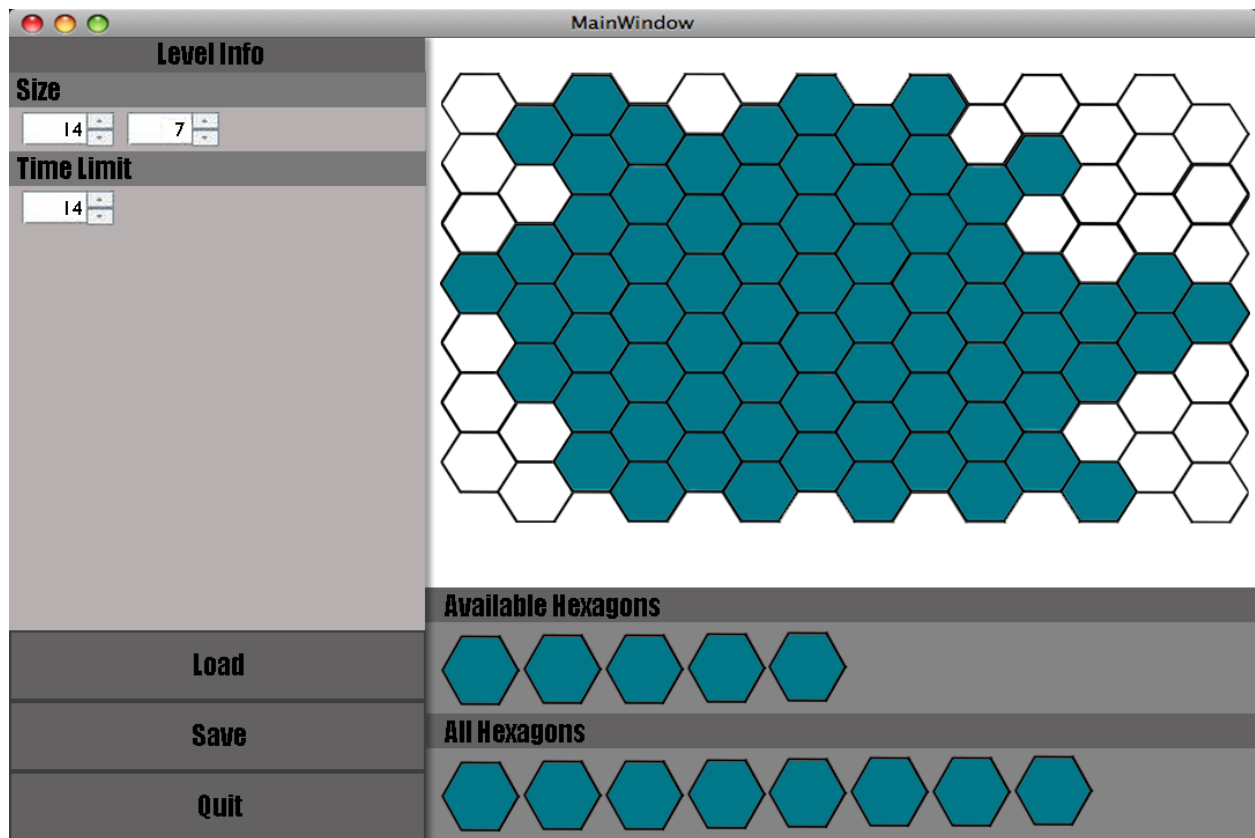 MainWindow
Level Info
Size
14 7
Time Limit
14
Load
Save
Quit
Available Hexagons
All Hexagons